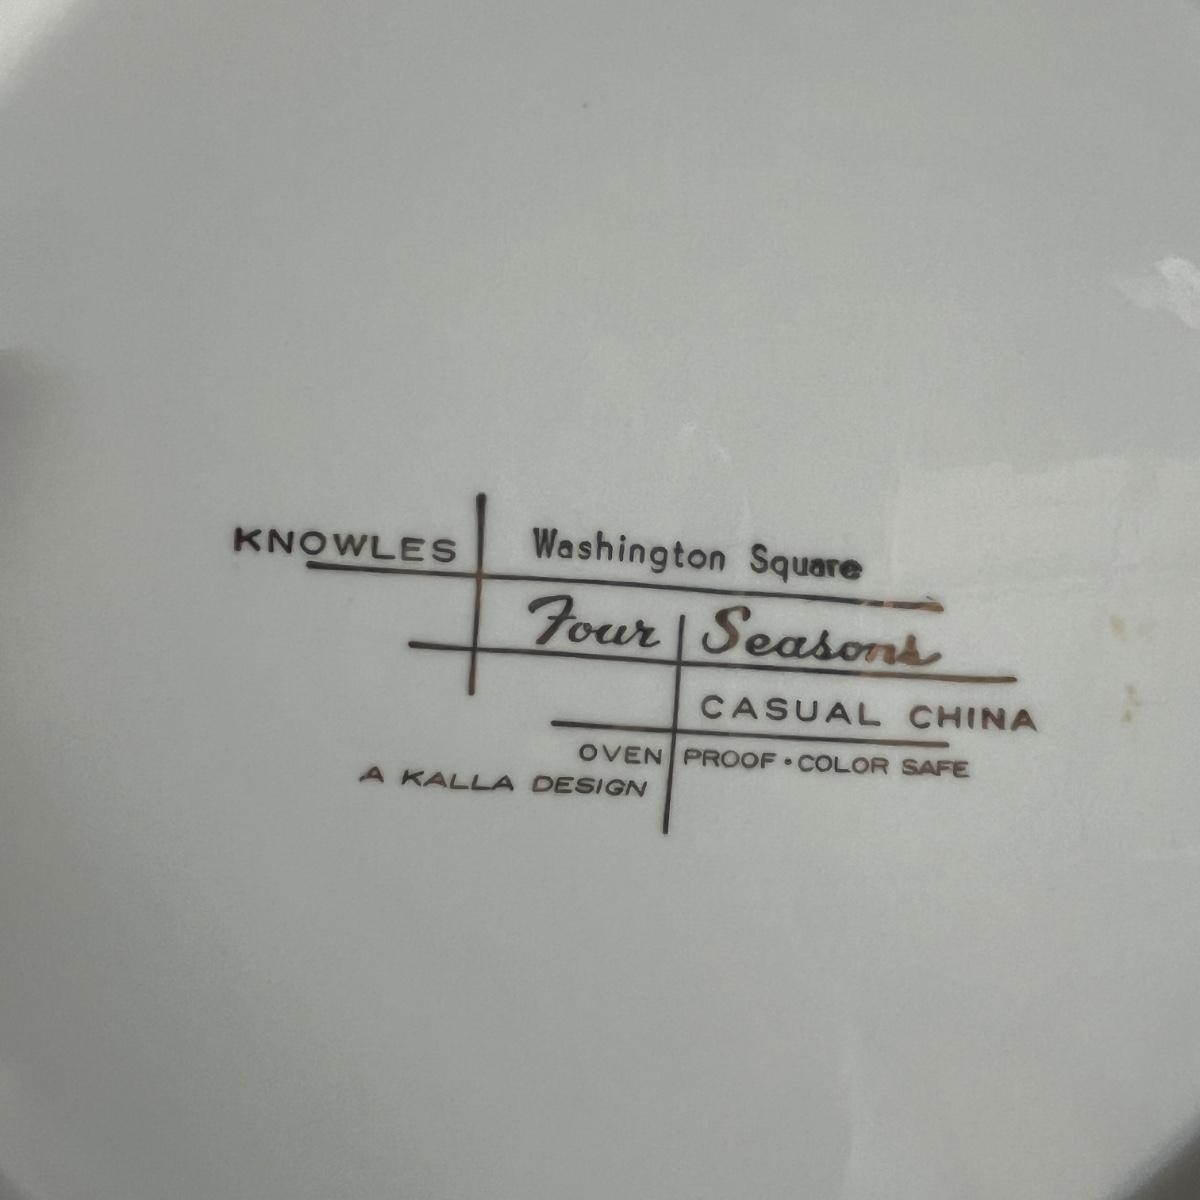 KNOWLES Washington Square
Four Seasons
CASUAL CHINA
OVEN PROOF • COLOR SAFE
A KALLA DESIGN